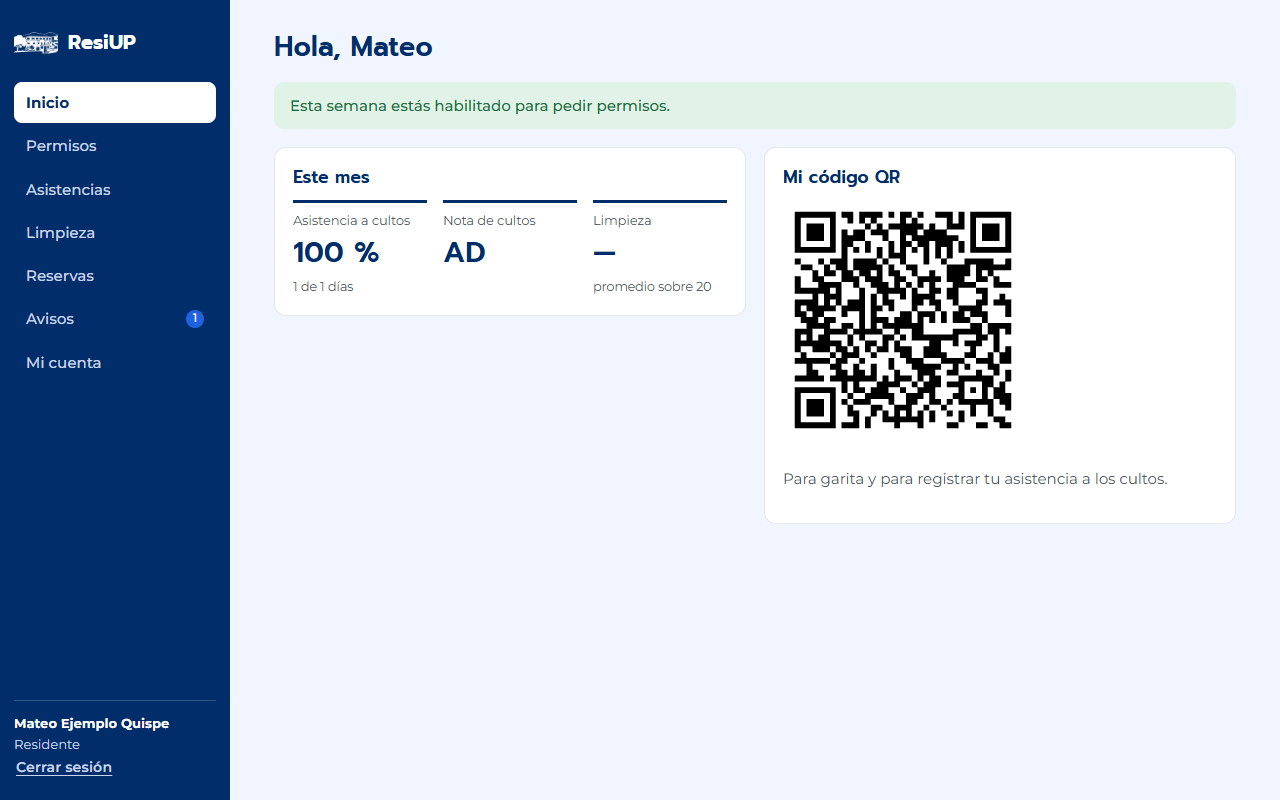 ResiUP
Inicio
Permisos
Asistencias
Limpieza
Reservas
Avisos 1
Mi cuenta
Mateo Ejemplo Quispe
Residente
Cerrar sesión
Hola, Mateo
Esta semana estás habilitado para pedir permisos.
Este mes
Asistencia a cultos
100 %
1 de 1 días
Nota de cultos
AD
Limpieza
—
promedio sobre 20
Mi código QR
Para garita y para registrar tu asistencia a los cultos.